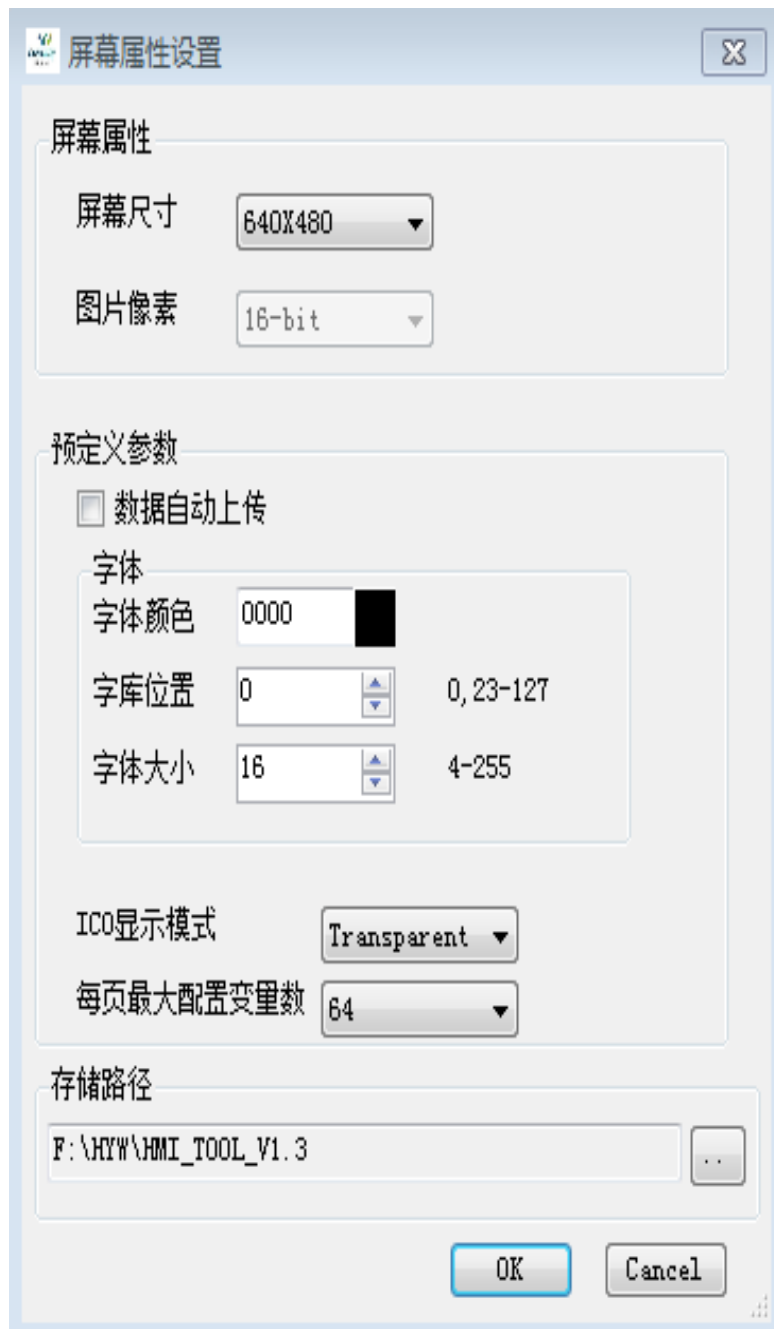 屏幕属性设置
屏幕属性
屏幕尺寸 640X480
图片像素 16-bit
预定义参数
数据自动上传
字体
字体颜色 0000
字库位置 0 0,23-127
字体大小 16 4-255
ICO显示模式 Transparent
每页最大配置变量数 64
存储路径
F:\HYW\HMI_TOOL_V1.3 ..
OK Cancel